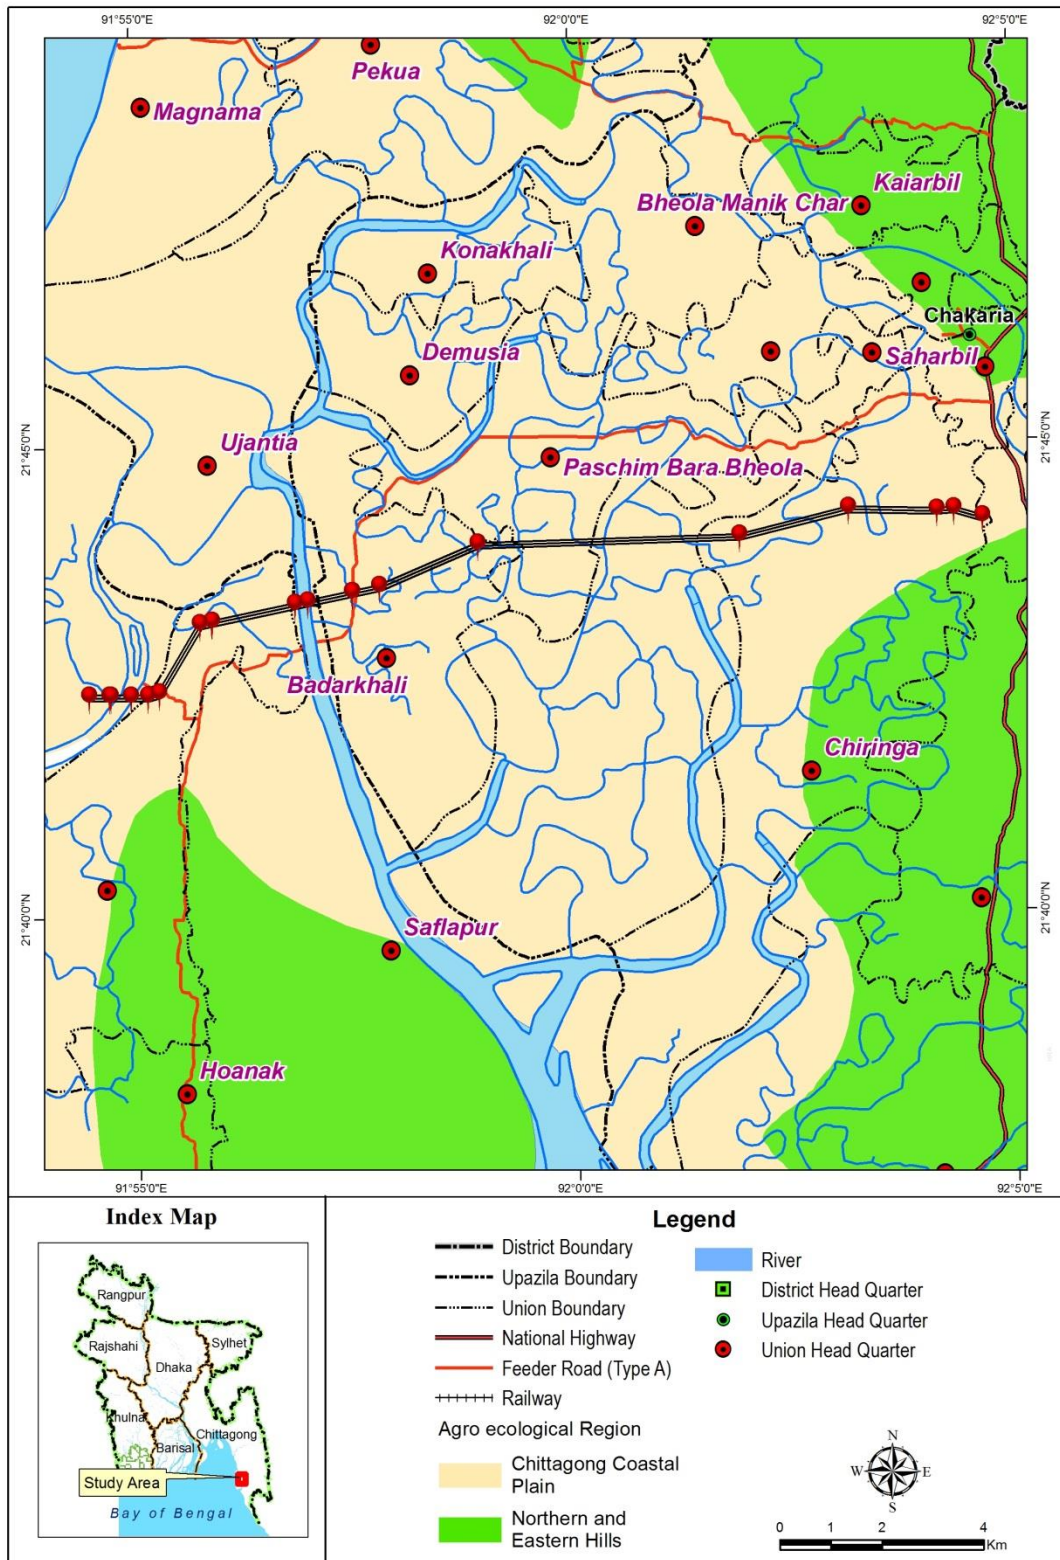 91°55'0"E
92°0'0"E
92°5'0"E
Pekua
Magnama
Kaiarbil
Bheola Manik Char
Konakhali
Chakaria
Demusia
Saharbil
Ujantia
21°45'0"N
21°45'0"N
Paschim Bara Bheola
Badarkhali
Chiringa
21°40'0"N
21°40'0"N
Saflapur
Hoanak
91°55'0"E
92°0'0"E
92°5'0"E
Index Map
Rangpur
Rajshahi
Sylhet
Dhaka
Khulna
Barisal
Chittagong
Study Area
Bay of Bengal
Legend
District Boundary
Upazila Boundary
Union Boundary
National Highway
Feeder Road (Type A)
Railway
Agro ecological Region
Chittagong Coastal
Plain
Northern and
Eastern Hills
River
District Head Quarter
Upazila Head Quarter
Union Head Quarter
N
W
E
S
0 1 2 4
Km